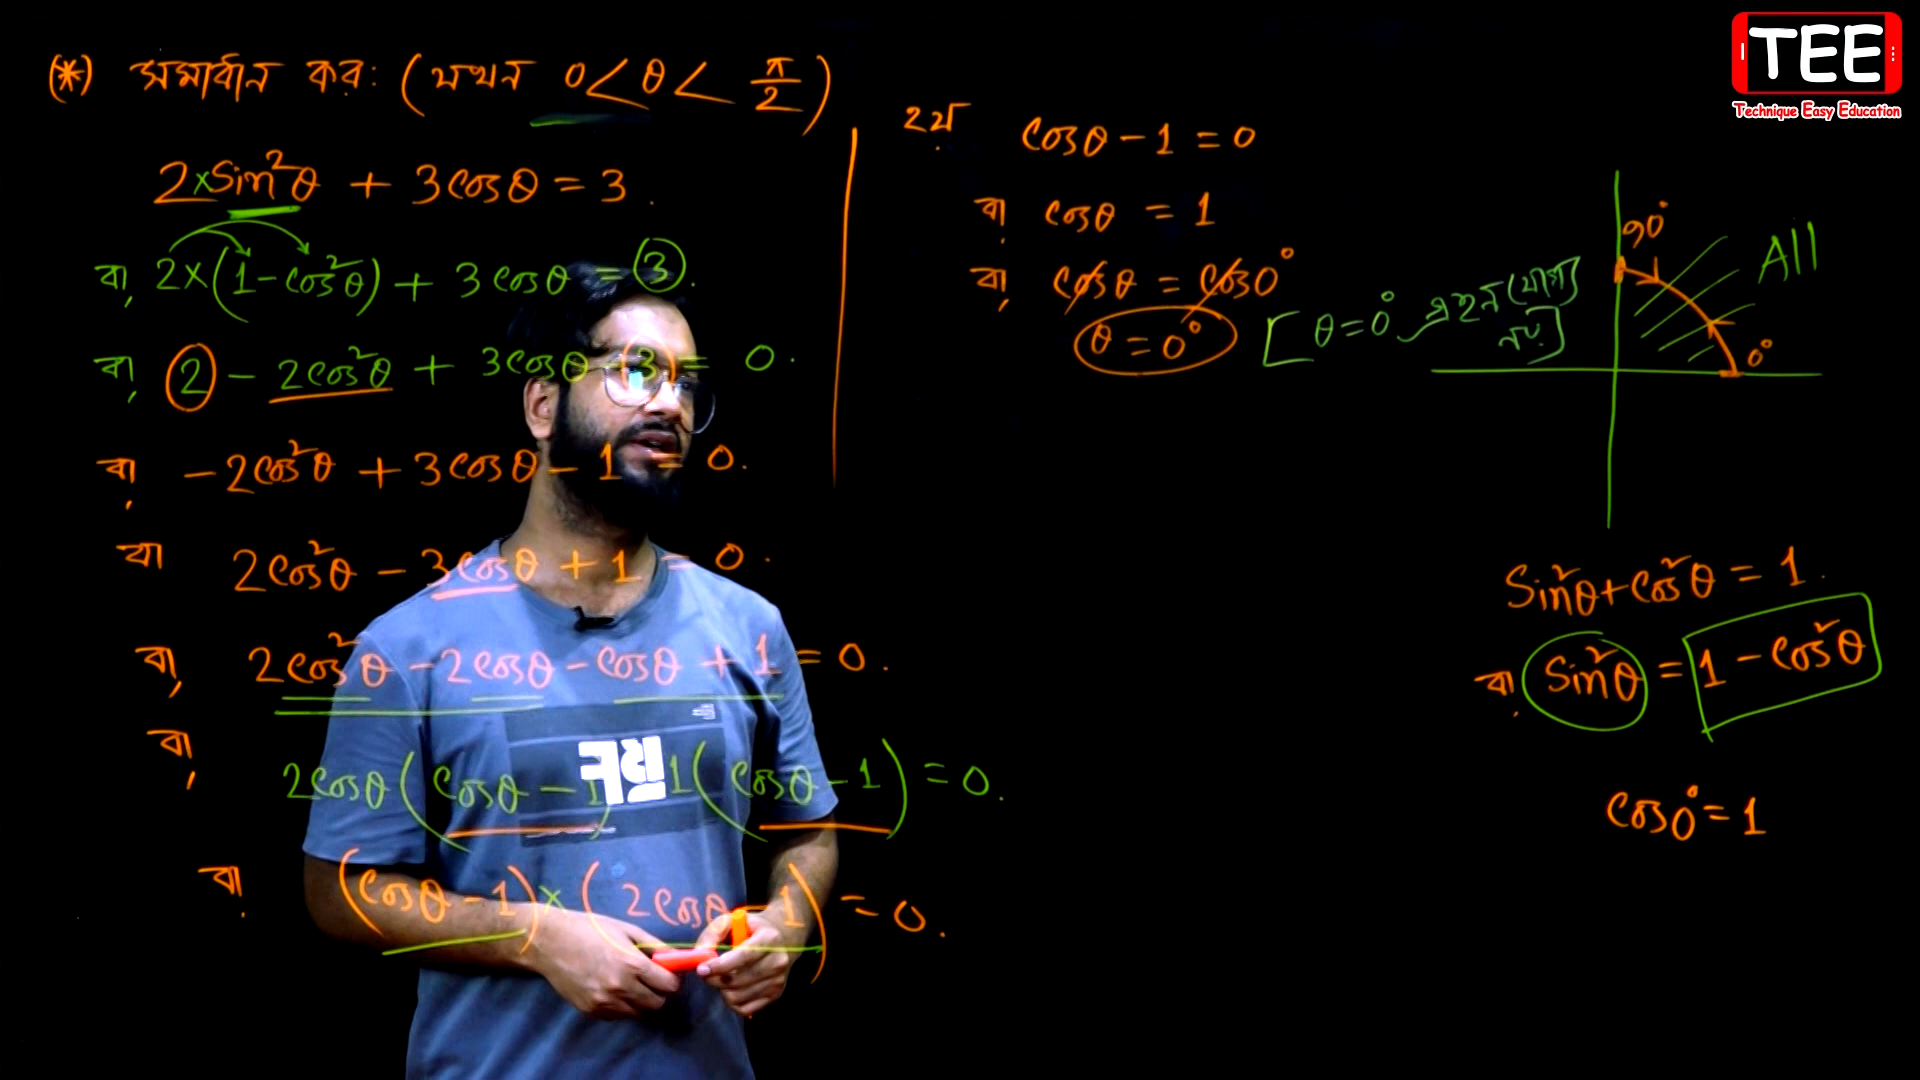 (*) সমাধান কর: (যখন 0 < θ < π/2)
2×Sin²θ + 3cosθ = 3.
বা, 2×(1-cos²θ) + 3cosθ = 3.
বা, 2 - 2cos²θ + 3cosθ - 3 = 0.
বা, -2cos²θ + 3cosθ - 1 = 0.
বা 2cos²θ - 3cosθ + 1 = 0.
বা, 2cos²θ - 2cosθ - cosθ + 1 = 0.
বা, 2cosθ(cosθ - 1) 1(cosθ - 1) = 0.
বা, (cosθ - 1)×(2cosθ - 1) = 0.
হয় cosθ - 1 = 0
বা, cosθ = 1
বা, cosθ = cos0°
θ = 0° [θ = 0° গ্রহনযোগ্য নয়]
90°
All
0°
Sin²θ + cos²θ = 1.
বা, Sin²θ = 1 - cos²θ
cos0° = 1
TEE
Technique Easy Education